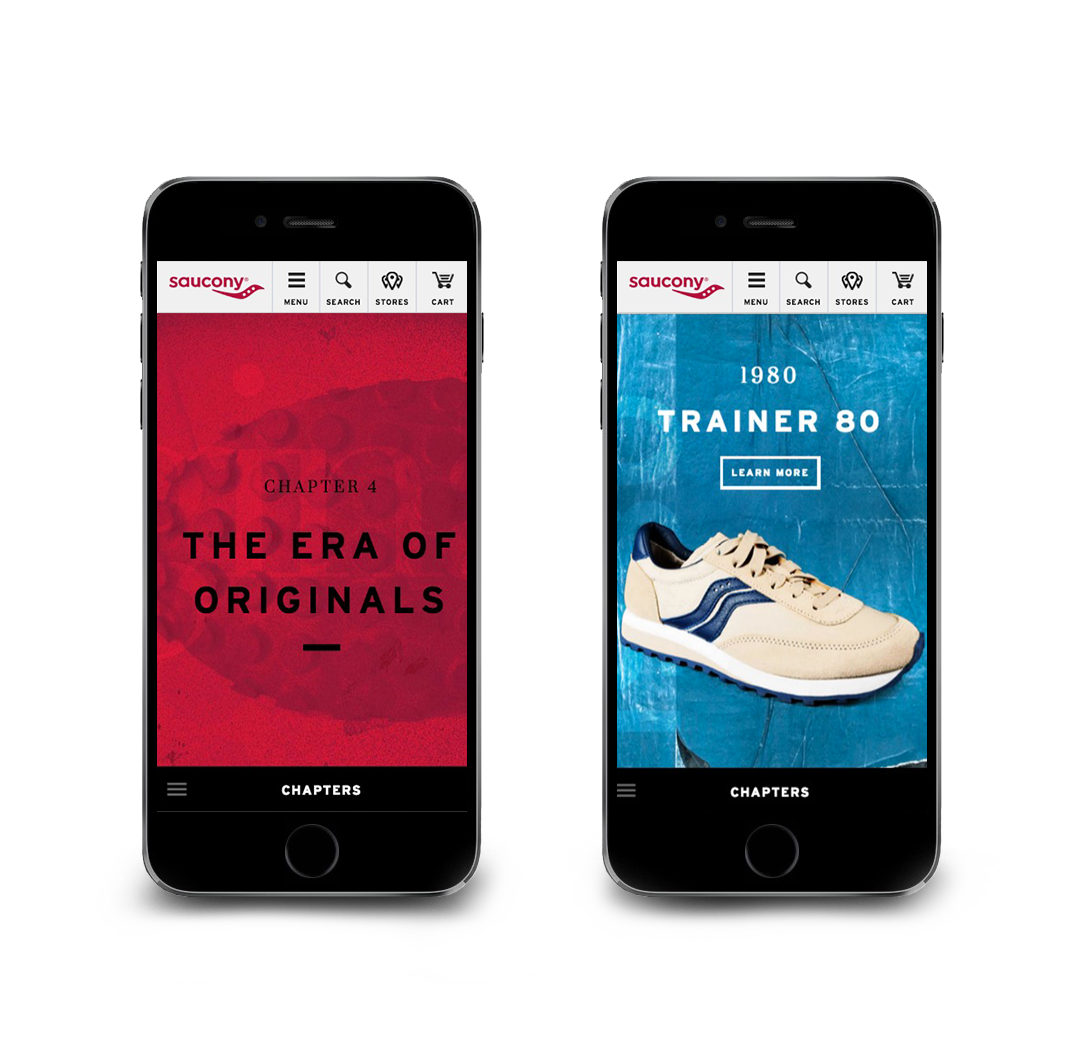 saucony®
MENU
SEARCH
STORES
CART
CHAPTER 4
THE ERA OF
ORIGINALS
CHAPTERS
saucony®
MENU
SEARCH
STORES
CART
1980
TRAINER 80
LEARN MORE
CHAPTERS